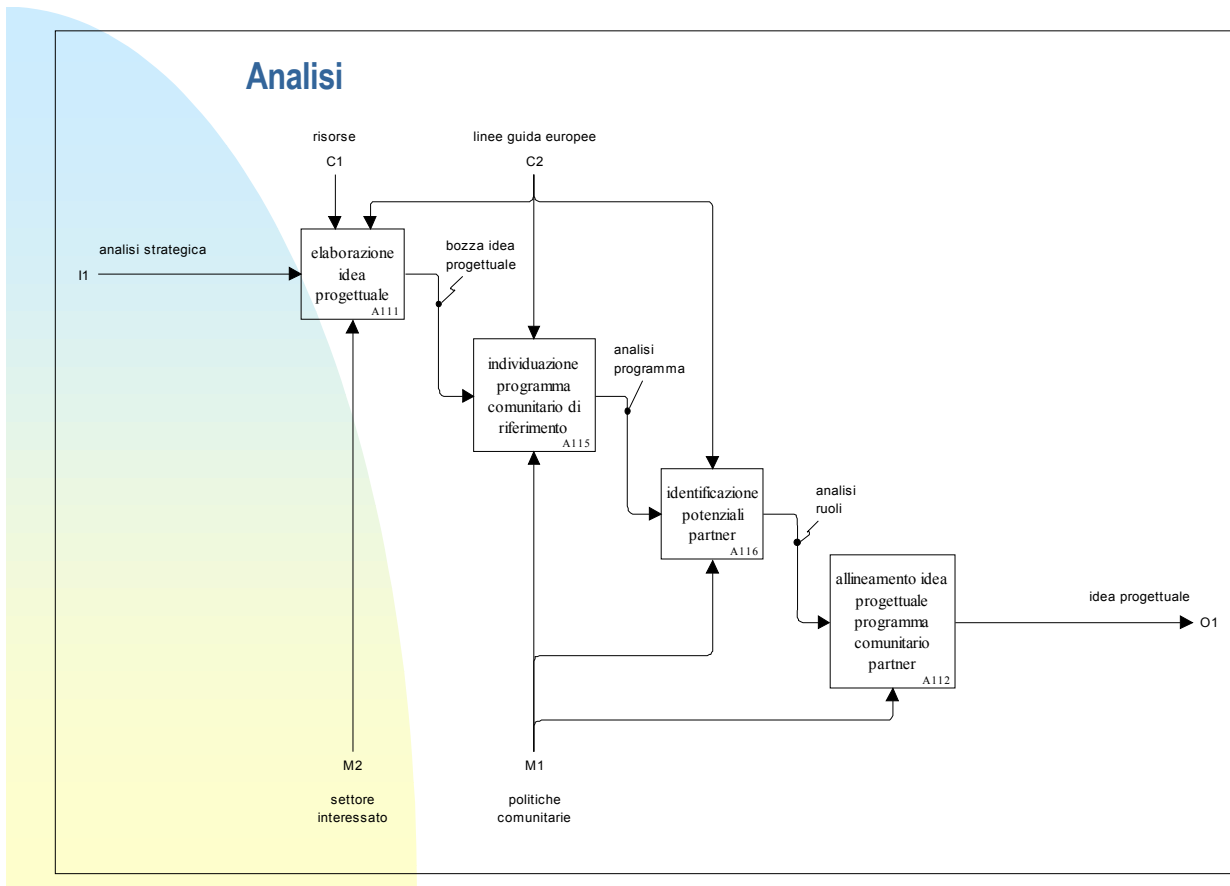 Analisi
risorse
C1
linee guida europee
C2
analisi strategica
I1
elaborazione
idea
progettuale
A111
bozza idea
progettuale
individuazione
programma
comunitario di
riferimento
A115
analisi
programma
identificazione
potenziali
partner
A116
analisi
ruoli
allineamento idea
progettuale
programma
comunitario
partner
A112
idea progettuale
O1
M2
settore
interessato
M1
politiche
comunitarie